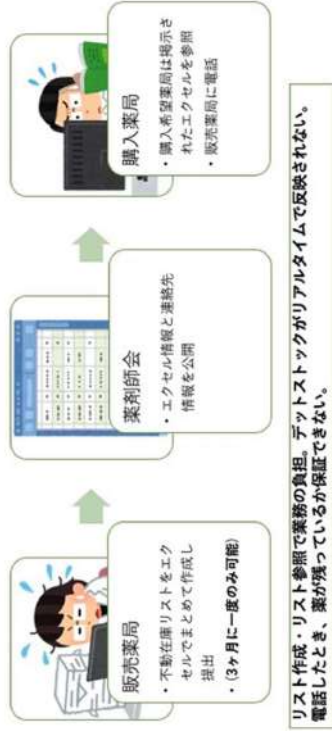 販売薬局
・不動在庫リストをエク
セルでまとめて作成し
提出
・(3ヶ月に一度のみ可能)
薬剤師会
・エクセル情報と連絡先
情報を公開
購入薬局
・購入希望薬局は掲示さ
れたエクセルを参照
・販売薬局に電話
リスト作成・リスト参照で業務の負担。デットストックがリアルタイムで反映されない。
電話したとき、薬が残っているか保証できない。